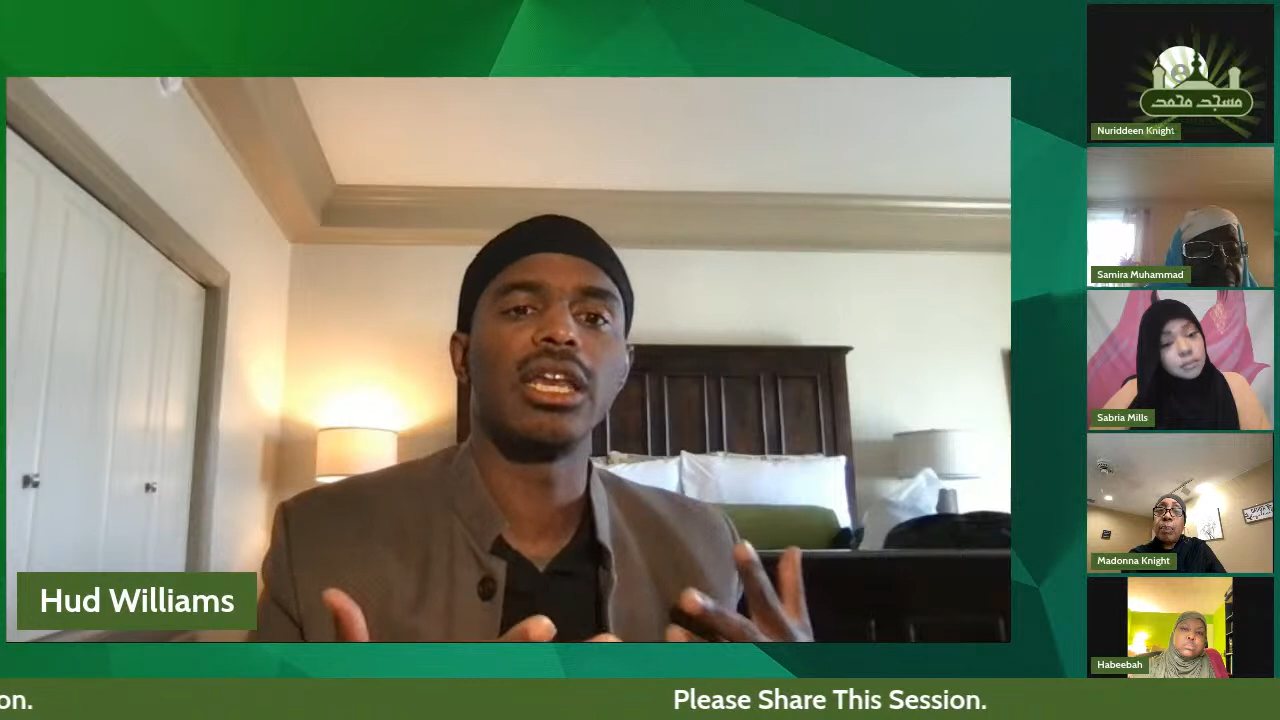 Hud Williams
مسجد محمد
Nuriddeen Knight
Samira Muhammad
Sabria Mills
Madonna Knight
Habeebah
on.
Please Share This Session.